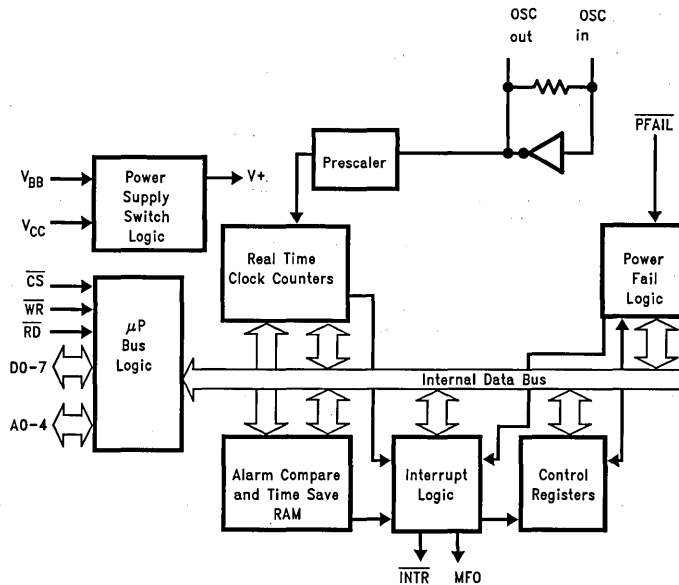 OSC OSC
out in
PFAIL
Prescaler
VBB
Power
Supply
Switch
Logic
V+
VCC
Real Time
Clock Counters
Power
Fail
Logic
CS
WR
RD
μP
Bus
Logic
D0-7
Internal Data Bus
A0-4
Alarm Compare
and Time Save
RAM
Interrupt
Logic
Control
Registers
INTR MFO